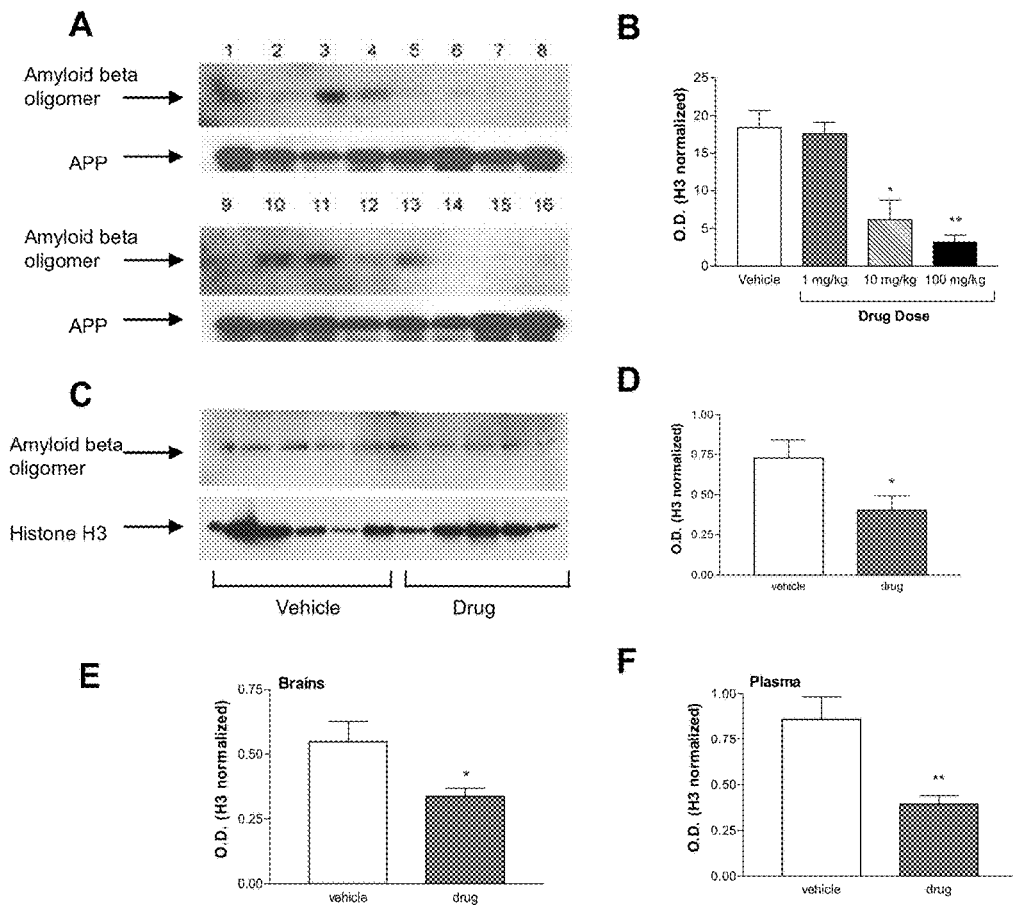 A
1 2 3 4 5 6 7 8
Amyloid beta
oligomer
APP
9 10 11 12 13 14 15 16
Amyloid beta
oligomer
APP
B
O.D. (H3 normalized)
25
20
15
10
5
0
*
**
Vehicle 1 mg/kg 10 mg/kg 100 mg/kg
Drug Dose
C
Amyloid beta
oligomer
Histone H3
Vehicle Drug
D
O.D. (H3 normalized)
1.00
0.75
0.50
0.25
0.00
*
vehicle drug
E
Brains
O.D. (H3 normalized)
0.75
0.50
0.25
0.00
*
vehicle drug
F
Plasma
O.D. (H3 normalized)
1.00
0.75
0.50
0.25
0.00
**
vehicle drug